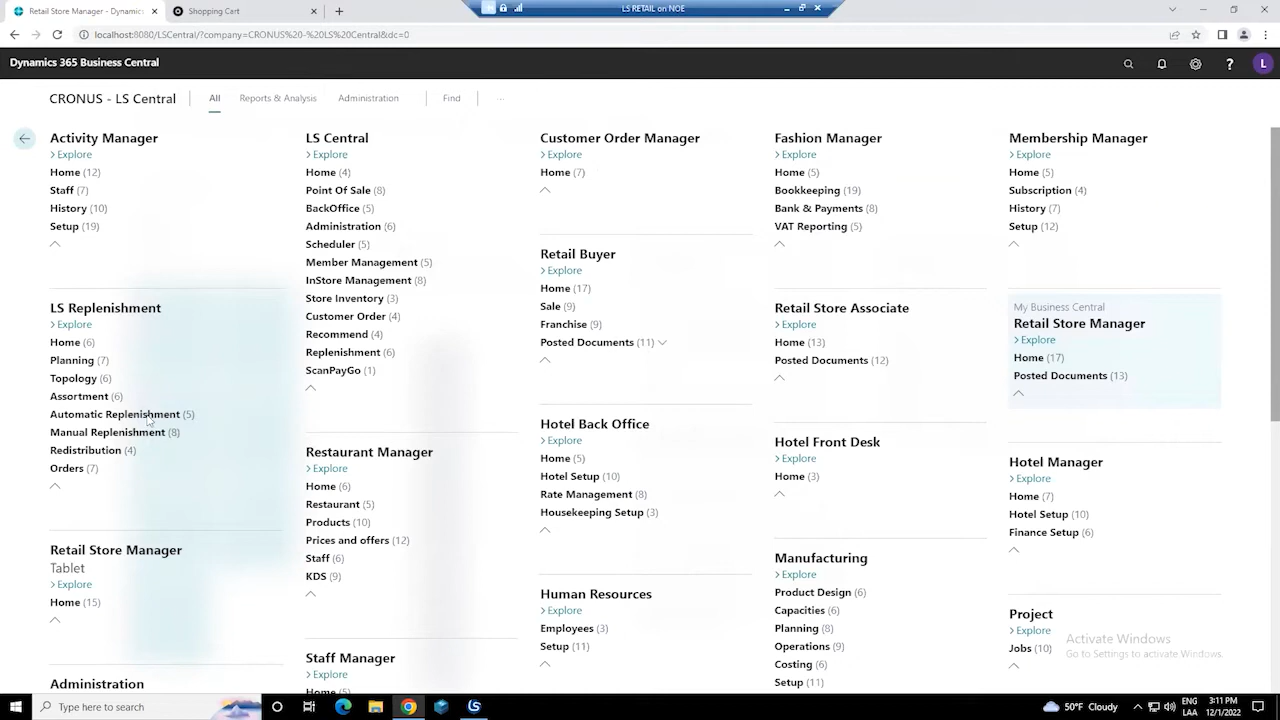 Retail Store Manager - Dynamic
Shopping Cart
LS RETAIL on NOE
localhost:8080/LSCentral/?company=CRONUS%20-%20LS%20Central&dc=0
Dynamics 365 Business Central
L
CRONUS - LS Central
All
Reports & Analysis
Administration
Find
...
Activity Manager
> Explore
Home (12)
Staff (7)
History (10)
Setup (19)
LS Replenishment
> Explore
Home (6)
Planning (7)
Topology (6)
Assortment (6)
Automatic Replenishment (5)
Manual Replenishment (8)
Redistribution (4)
Orders (7)
Retail Store Manager
Tablet
> Explore
Home (15)
Administration
LS Central
> Explore
Home (4)
Point Of Sale (8)
BackOffice (5)
Administration (6)
Scheduler (5)
Member Management (5)
InStore Management (8)
Store Inventory (3)
Customer Order (4)
Recommend (4)
Replenishment (6)
ScanPayGo (1)
Restaurant Manager
> Explore
Home (6)
Restaurant (5)
Products (10)
Prices and offers (12)
Staff (6)
KDS (9)
Staff Manager
> Explore
Home (5)
Customer Order Manager
> Explore
Home (7)
Retail Buyer
> Explore
Home (17)
Sale (9)
Franchise (9)
Posted Documents (11)
Hotel Back Office
> Explore
Home (5)
Hotel Setup (10)
Rate Management (8)
Housekeeping Setup (3)
Human Resources
> Explore
Employees (3)
Setup (11)
Fashion Manager
> Explore
Home (5)
Bookkeeping (19)
Bank & Payments (8)
VAT Reporting (5)
Retail Store Associate
> Explore
Home (13)
Posted Documents (12)
Hotel Front Desk
> Explore
Home (3)
Manufacturing
> Explore
Product Design (6)
Capacities (6)
Planning (8)
Operations (9)
Costing (6)
Setup (11)
Membership Manager
> Explore
Home (5)
Subscription (4)
History (7)
Setup (12)
My Business Central
Retail Store Manager
> Explore
Home (17)
Posted Documents (13)
Hotel Manager
> Explore
Home (7)
Hotel Setup (10)
Finance Setup (6)
Project
> Explore
Jobs (10)
Activate Windows
Go to Settings to activate Windows.
Type here to search
50°F Cloudy
ENG
LAA
3:11 PM
12/1/2022